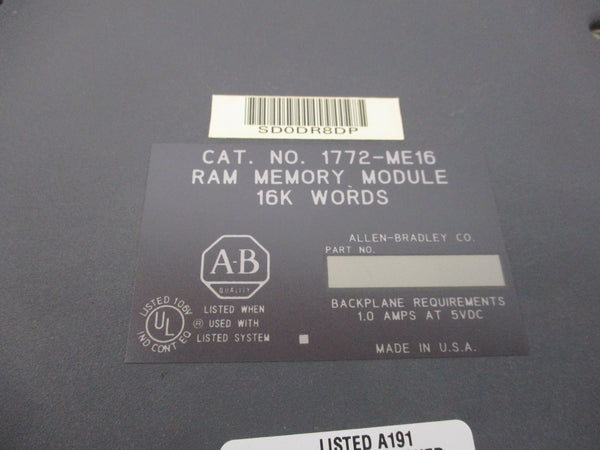 SD0DR8DP
CAT. NO. 1772-ME16
RAM MEMORY MODULE
16K WORDS
ALLEN-BRADLEY CO.
PART NO.
A-B
QUALITY
BACKPLANE REQUIREMENTS
1.0 AMPS AT 5VDC
LISTED 106V
UL
IND CONT EQ
®
LISTED WHEN
USED WITH
LISTED SYSTEM
MADE IN U.S.A.
LISTED A191